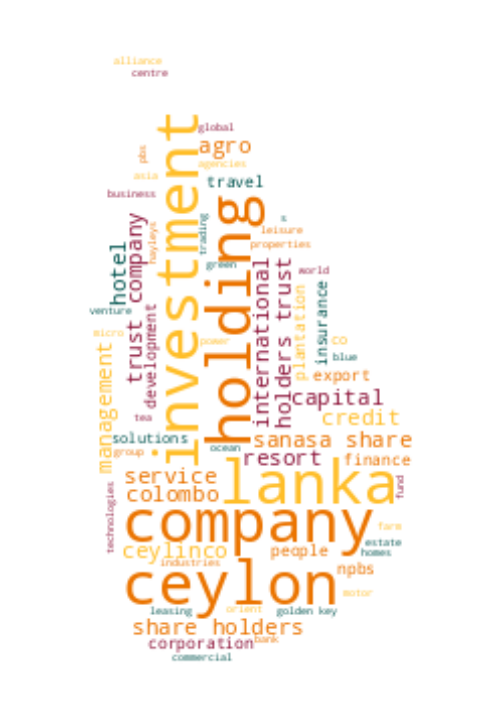 alliance
centre
global
agro
pbs
agencies
asia
travel
business
investment
holding
s
leisure
properties
trading
hayleys
company
hotel
green
world
trust
development
international
holders trust
plantation
insurance
venture
micro
power
co
blue
export
management
capital
tea
credit
solutions
sanasa share
group
ocean
resort
finance
service
lanka
fund
colombo
technologies
company
farm
ceylinco
people
estate
homes
industries
npbs
ceylon
motor
leasing
orient
golden key
share holders
bank
corporation
commercial